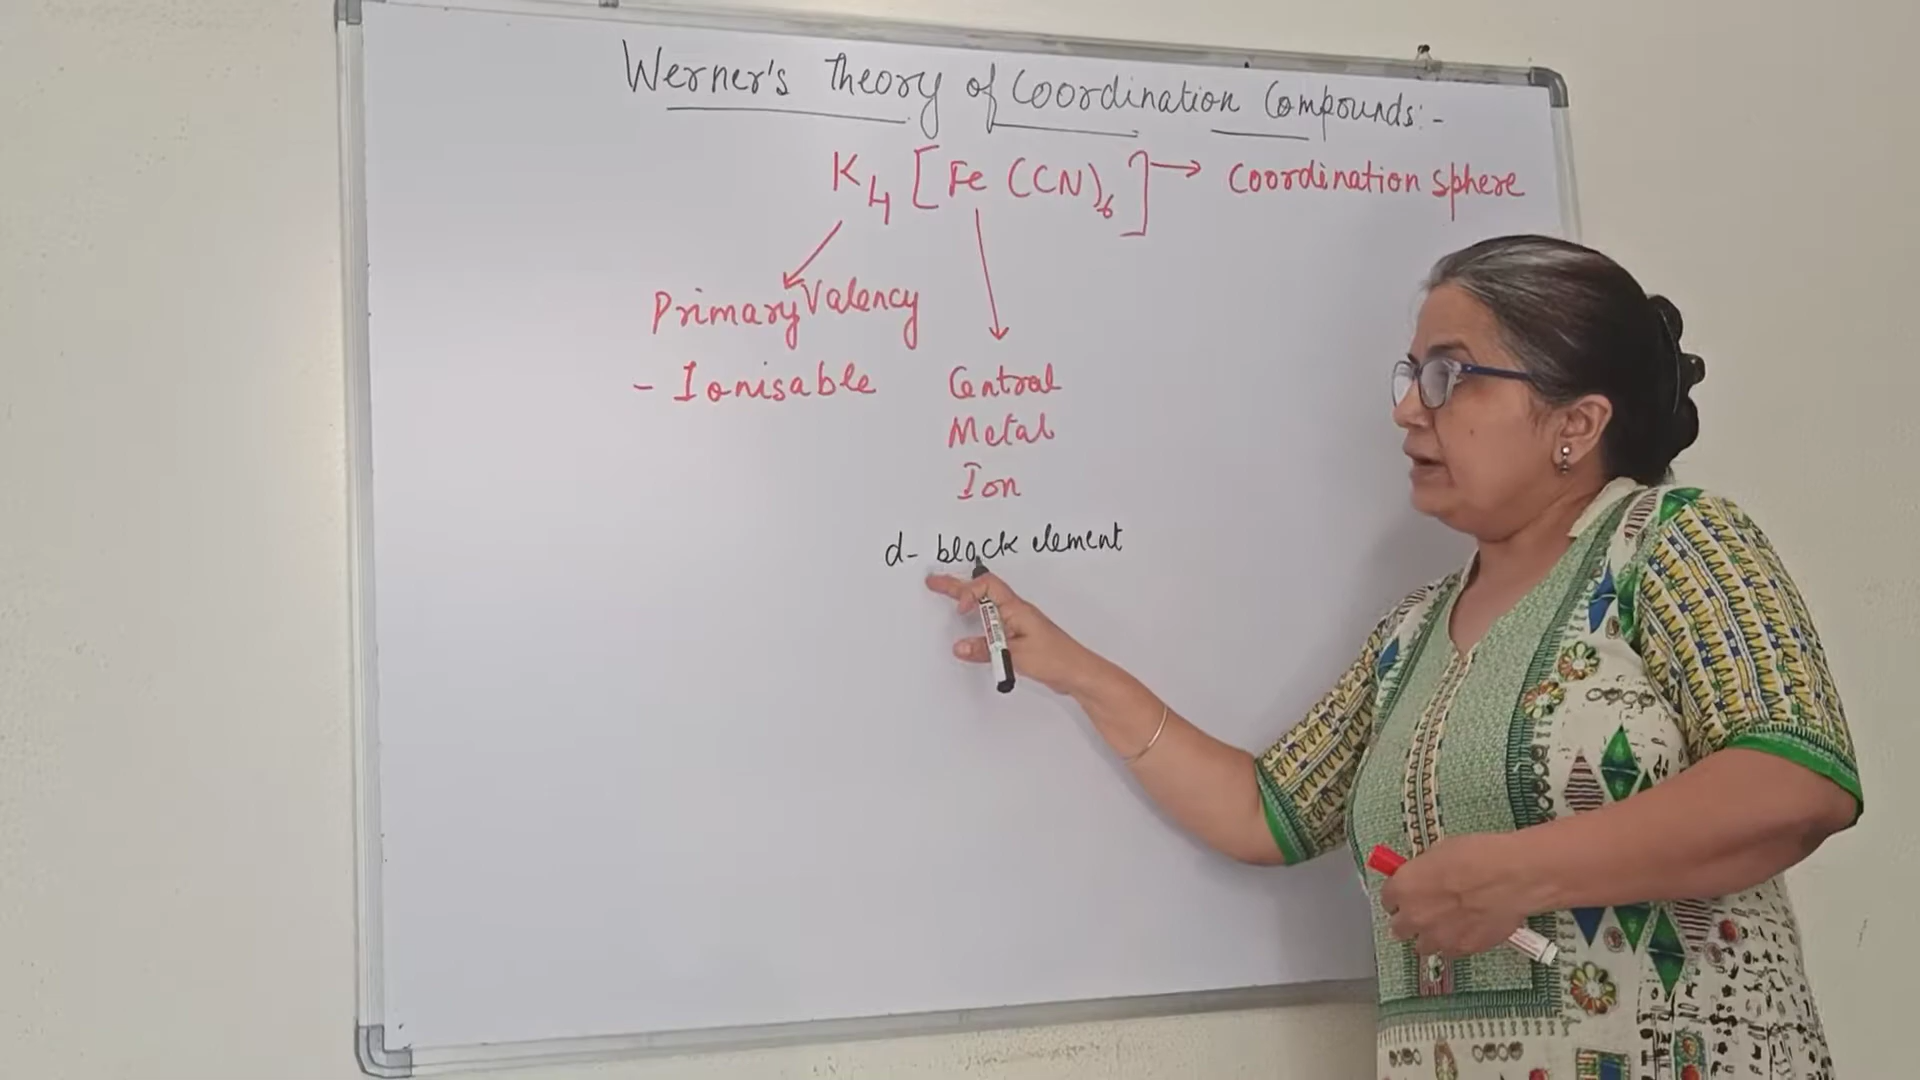 Werner's Theory of Coordination Compounds:-
K4 [Fe (CN)6] → Coordination sphere
Primary Valency
- Ionisable
Central
Metal
Ion
d- block element